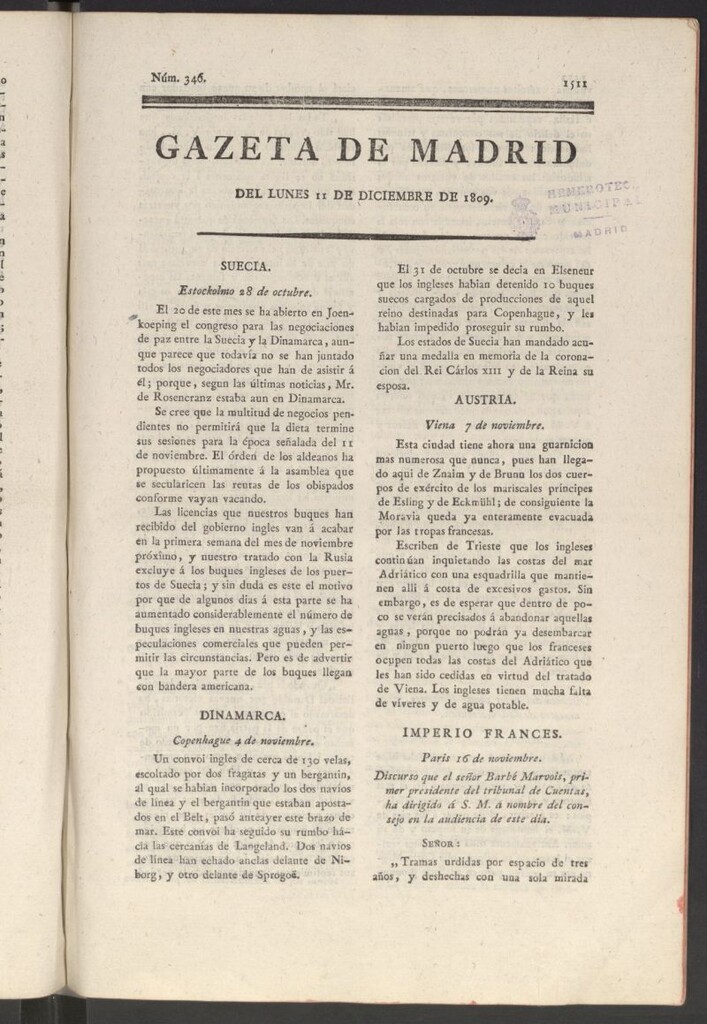 Núm. 346.
1511
GAZETA DE MADRID
DEL LUNES 11 DE DICIEMBRE DE 1809.
HEMEROTECA
MUNICIPAL
MADRID
SUECIA.
Estockolmo 28 de octubre.
El 20 de este mes se ha abierto en Joen-
koeping el congreso para las negociaciones
de paz entre la Suecia y la Dinamarca, aun-
que parece que todavía no se han juntado
todos los negociadores que han de asistir á
él; porque, segun las últimas noticias, Mr.
de Rosencranz estaba aun en Dinamarca.
Se cree que la multitud de negocios pen-
dientes no permitirá que la dieta termine
sus sesiones para la época señalada del 11
de noviembre. El órden de los aldeanos ha
propuesto últimamente á la asamblea que
se secularicen las rentas de los obispados
conforme vayan vacando.
Las licencias que nuestros buques han
recibido del gobierno ingles van á acabar
en la primera semana del mes de noviembre
próximo, y nuestro tratado con la Rusia
excluye á los buques ingleses de los puer-
tos de Suecia; y sin duda es este el motivo
por que de algunos dias á esta parte se ha
aumentado considerablemente el número de
buques ingleses en nuestras aguas, y las es-
peculaciones comerciales que pueden per-
mitir las circunstancias. Pero es de advertir
que la mayor parte de los buques llegan
con bandera americana.
DINAMARCA.
Copenhague 4 de noviembre.
Un convoi ingles de cerca de 130 velas,
escoltado por dos fragatas y un bergantin,
al qual se habian incorporado los dos navios
de línea y el bergantin que estaban aposta-
dos en el Belt, pasó anteayer este brazo de
mar. Este convoi ha seguido su rumbo há-
cia las cercanías de Langeland. Dos navios
de línea han echado anclas delante de Ni-
borg, y otro delante de Sprogoë.
El 31 de octubre se decia en Elseneur
que los ingleses habian detenido 10 buques
suecos cargados de producciones de aquel
reino destinadas para Copenhague, y les
habian impedido proseguir su rumbo.
Los estados de Suecia han mandado acu-
ñar una medalla en memoria de la corona-
cion del Rei Cárlos XIII y de la Reina su
esposa.
AUSTRIA.
Viena 7 de noviembre.
Esta ciudad tiene ahora una guarnicion
mas numerosa que nunca, pues han llega-
do aqui de Znaim y de Brunn los dos cuer-
pos de exército de los mariscales príncipes
de Esling y de Eckmühl; de consiguiente la
Moravia queda ya enteramente evacuada
por las tropas francesas.
Escriben de Trieste que los ingleses
continúan inquietando las costas del mar
Adriático con una esquadrilla que mantie-
nen allí á costa de excesivos gastos. Sin
embargo, es de esperar que dentro de po-
co se verán precisados á abandonar aquellas
aguas, porque no podrán ya desembarcar
en ningun puerto luego que los franceses
ocupen todas las costas del Adriático que
les han sido cedidas en virtud del tratado
de Viena. Los ingleses tienen mucha falta
de víveres y de agua potable.
IMPERIO FRANCES.
Paris 16 de noviembre.
Discurso que el señor Barbé Marvois, pri-
mer presidente del tribunal de Cuentas,
ha dirigido á S. M. á nombre del con-
sejo en la audiencia de este dia.
SEÑOR:
„Tramas urdidas por espacio de tres
años, y deshechas con una sola mirada